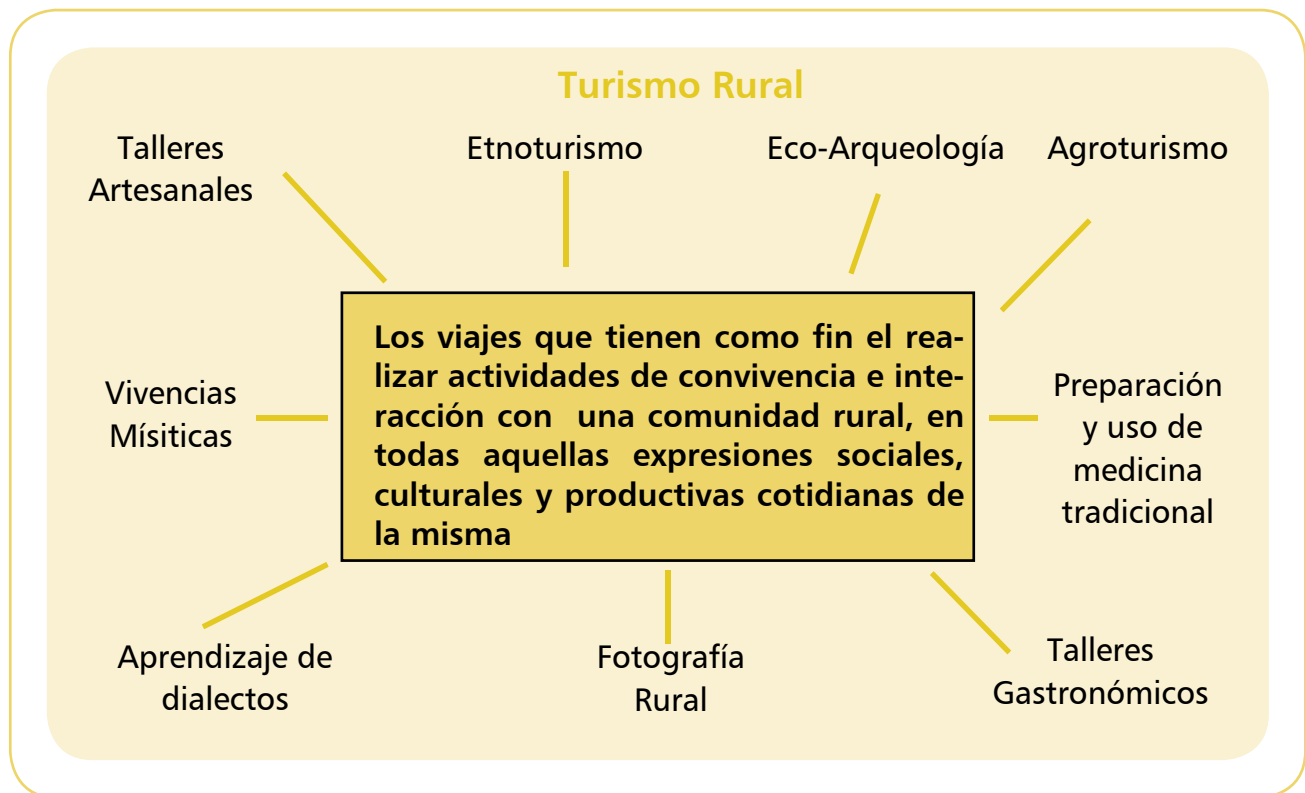 Turismo Rural
Talleres
Artesanales
Etnoturismo
Eco-Arqueología
Agroturismo
Los viajes que tienen como fin el rea-
lizar actividades de convivencia e inte-
racción con una comunidad rural, en
todas aquellas expresiones sociales,
culturales y productivas cotidianas de
la misma
Vivencias
Mísiticas
Preparación
y uso de
medicina
tradicional
Aprendizaje de
dialectos
Fotografía
Rural
Talleres
Gastronómicos